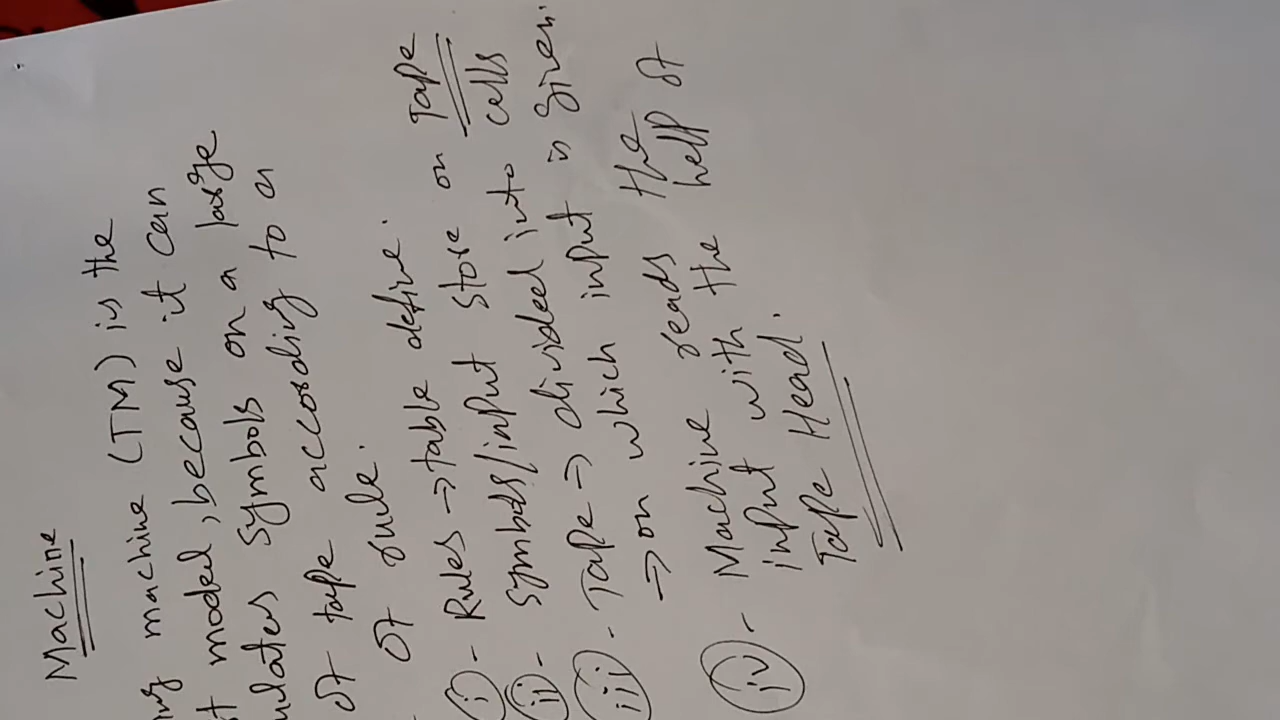 Machine
machine (TM) is the
model, because it can
symbols on a large
of tape according to a
of rule.
i - Rules → table define.
ii - Symbols/input store on Tape
iii - Tape → divided into cells
→ on which input is given.
iv - Machine reads the
input with the help of
Tape Head.